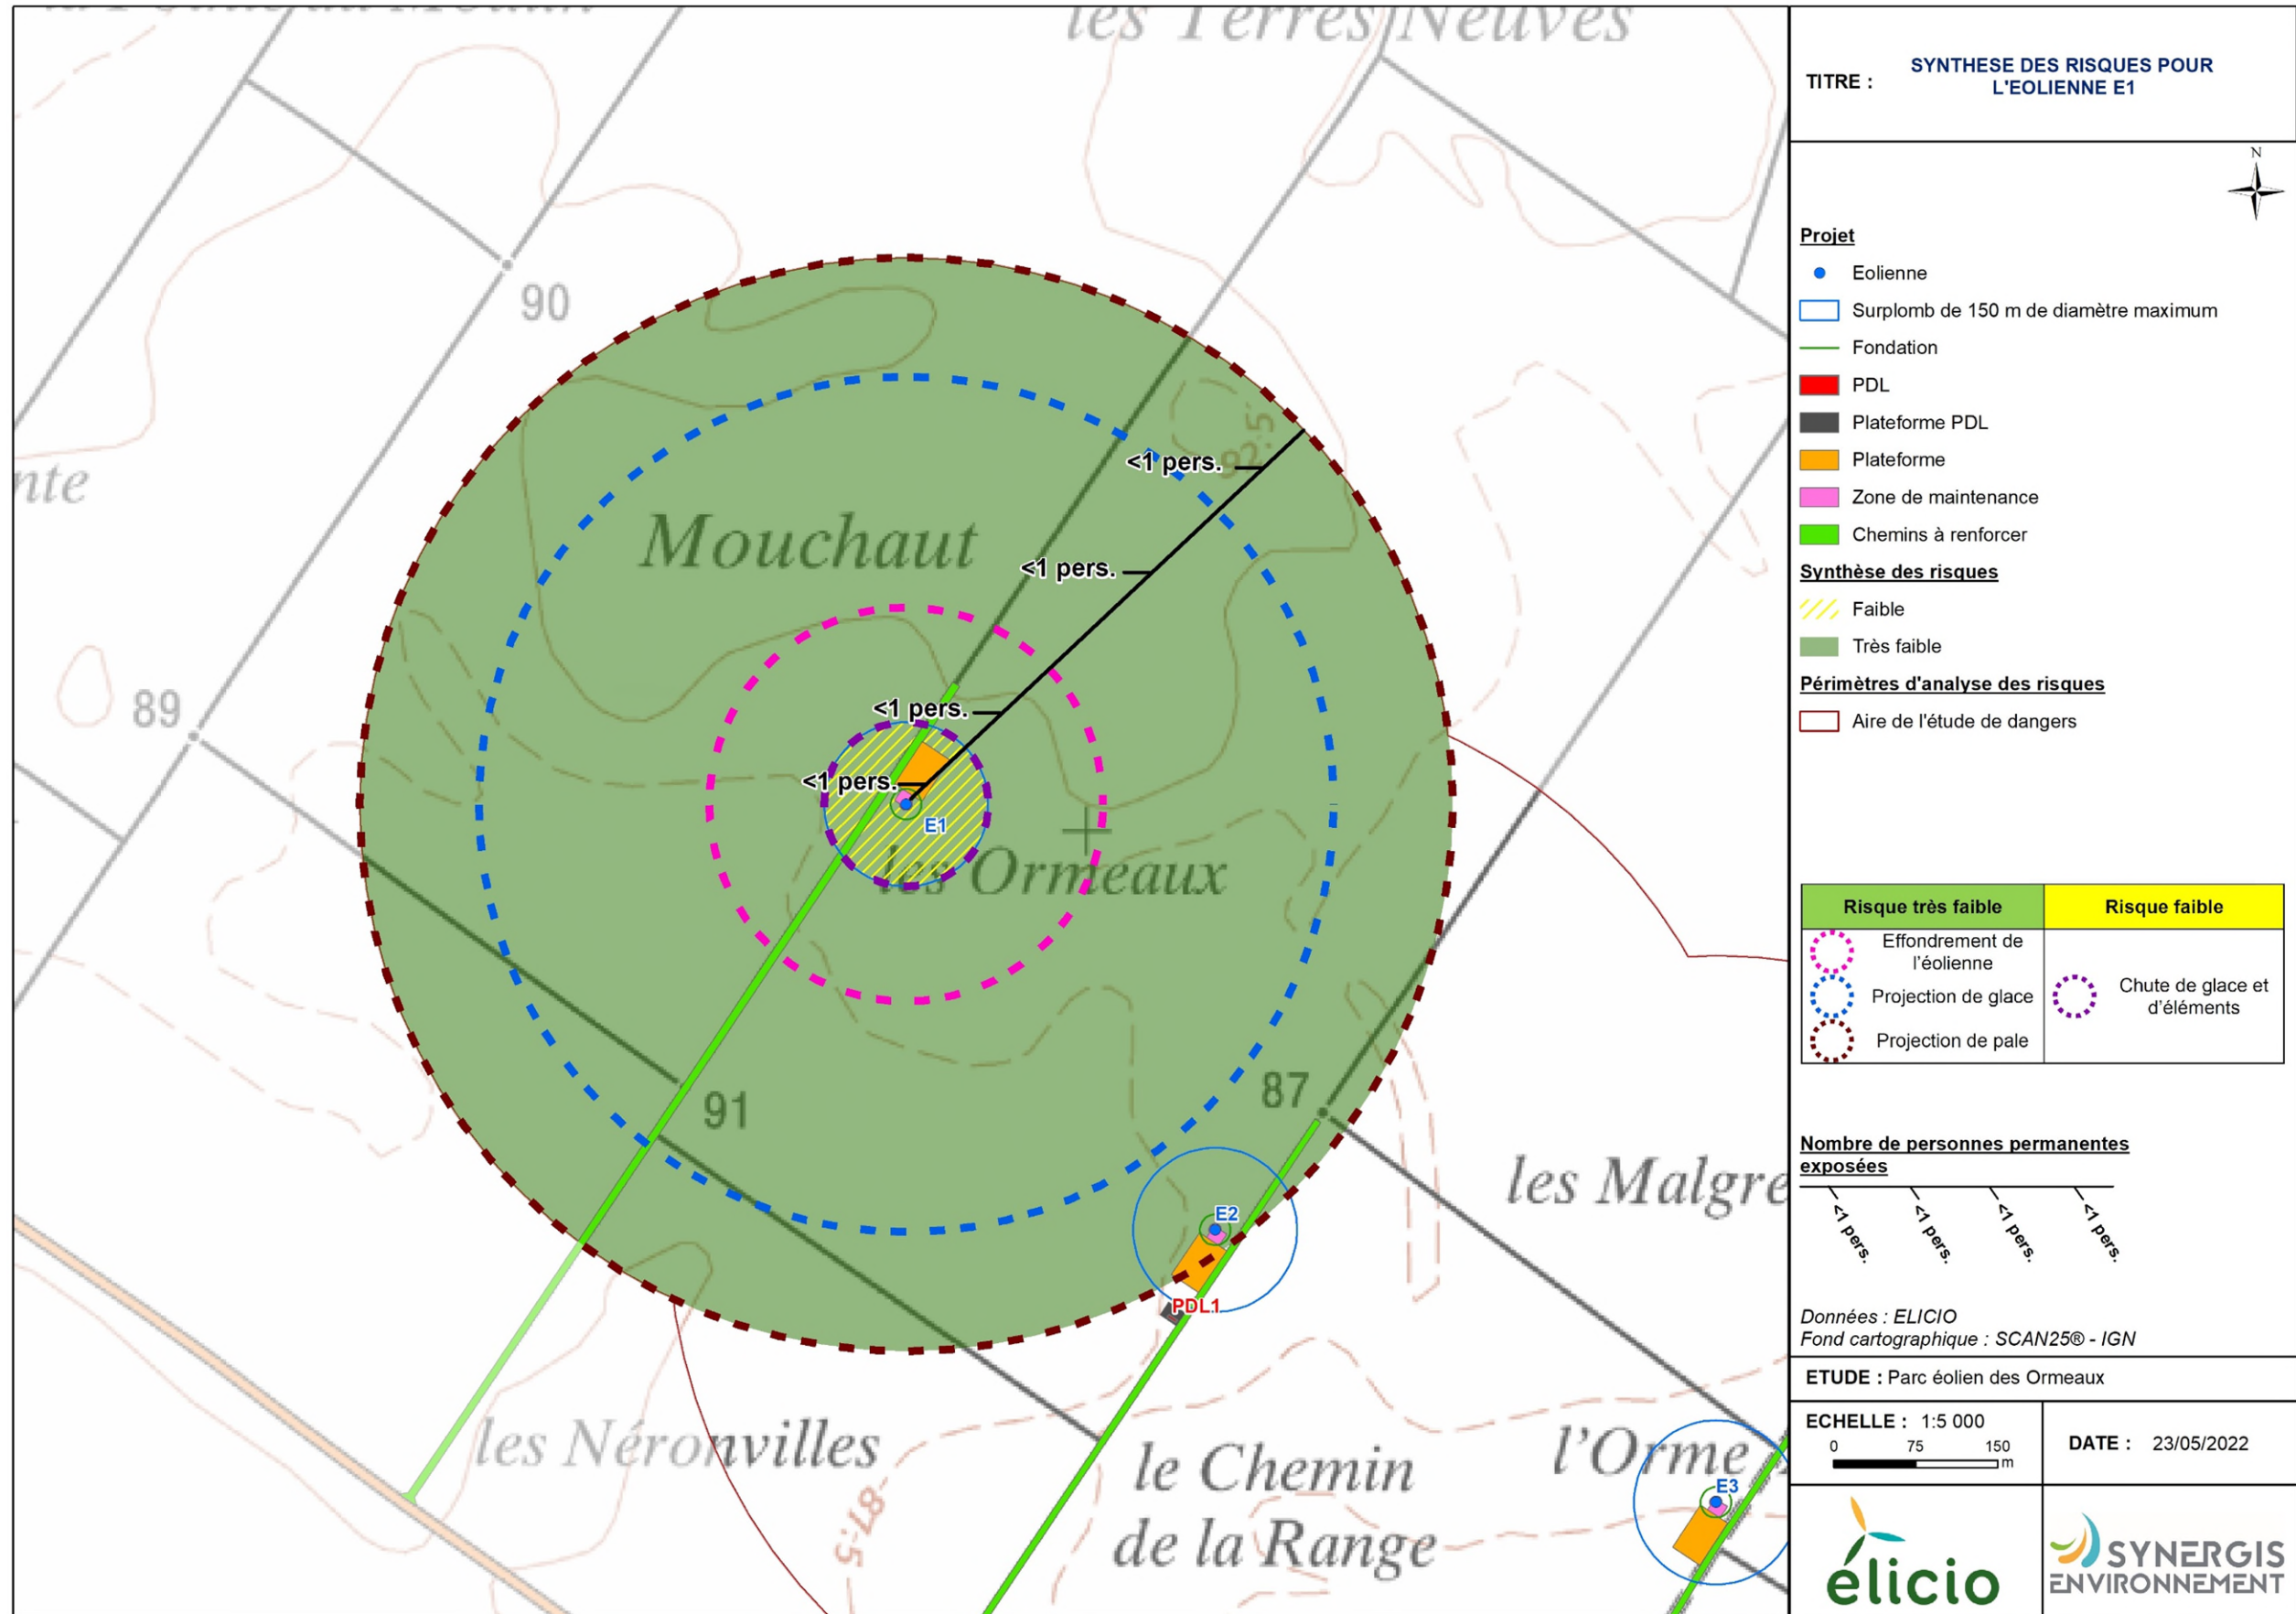 les Terres Neuves
90
nte
Mouchaut
92.5
<1 pers.
<1 pers.
<1 pers.
<1 pers.
89
E1
les Ormeaux
91
87
les Malgre
E2
PDL1
les Néronvilles
87.5
le Chemin
de la Range
l'Orme
E3
TITRE :
SYNTHESE DES RISQUES POUR
L'EOLIENNE E1
N
Projet
Eolienne
Surplomb de 150 m de diamètre maximum
Fondation
PDL
Plateforme PDL
Plateforme
Zone de maintenance
Chemins à renforcer
Synthèse des risques
Faible
Très faible
Périmètres d'analyse des risques
Aire de l'étude de dangers
Risque très faible
Risque faible
Effondrement de
l'éolienne
Projection de glace
Projection de pale
Chute de glace et
d'éléments
Nombre de personnes permanentes
exposées
<1 pers.
<1 pers.
<1 pers.
<1 pers.
Données : ELICIO
Fond cartographique : SCAN25® - IGN
ETUDE : Parc éolien des Ormeaux
ECHELLE : 1:5 000
0 75 150
m
DATE : 23/05/2022
élicio
SYNERGIS
ENVIRONNEMENT